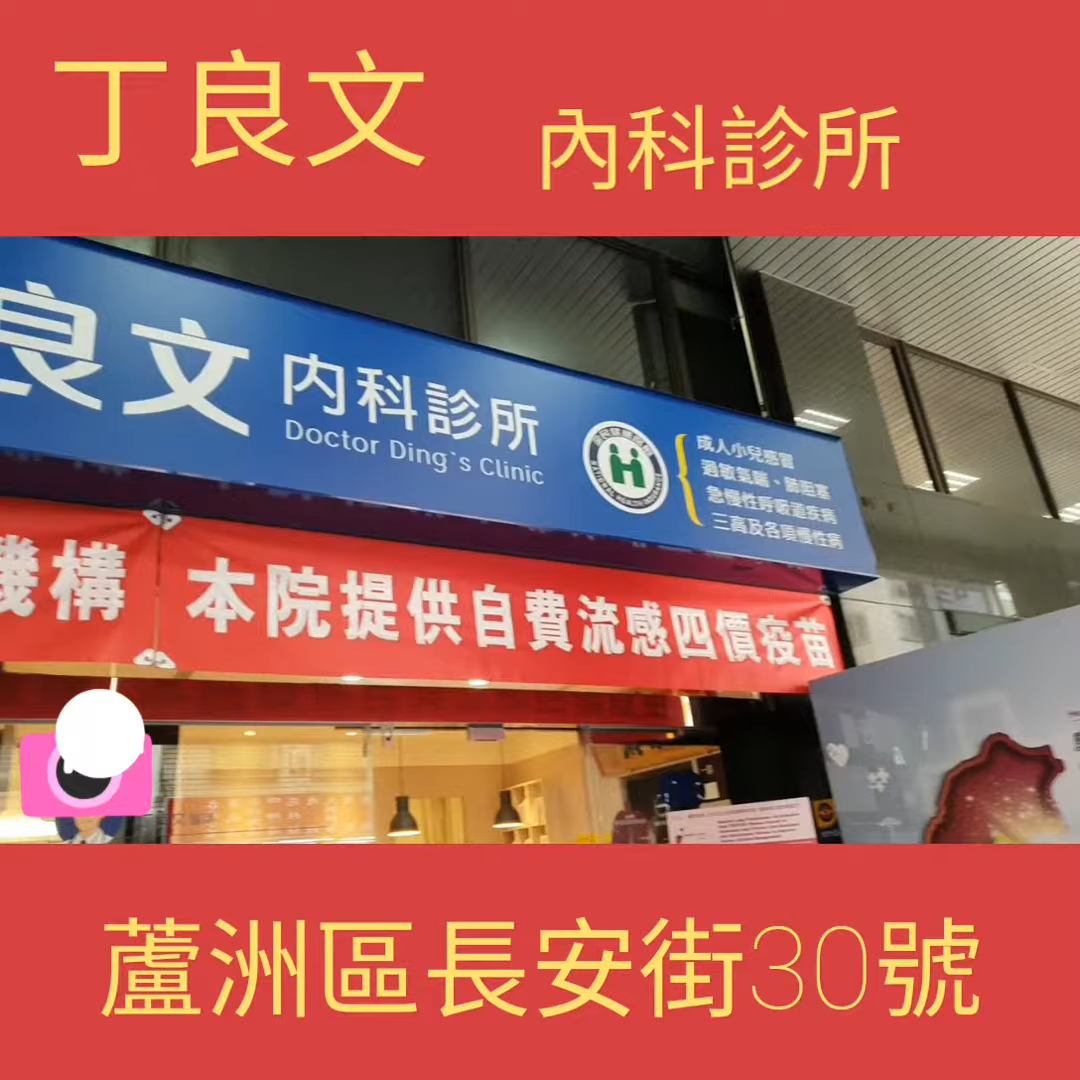 丁良文 內科診所
良文 内科診所
Doctor Ding`s Clinic
成人小兒感冒
過敏氣喘、肺阻塞
急慢性呼吸道疾病
三高及各項慢性病
機構 本院提供自費流感四價疫苗
蘆洲區長安街30號